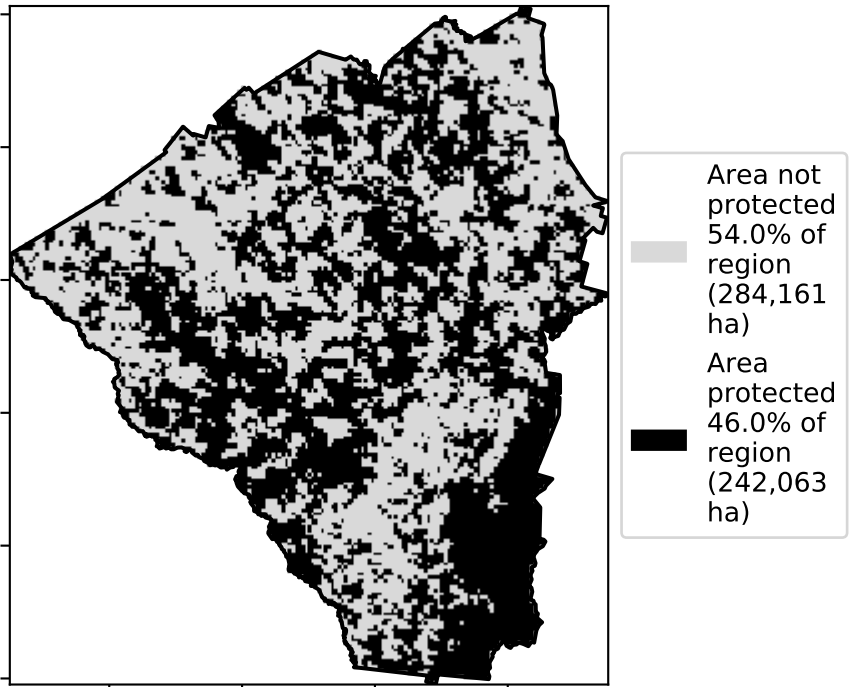 Area not
protected
54.0% of
region
(284,161
ha)
Area
protected
46.0% of
region
(242,063
ha)